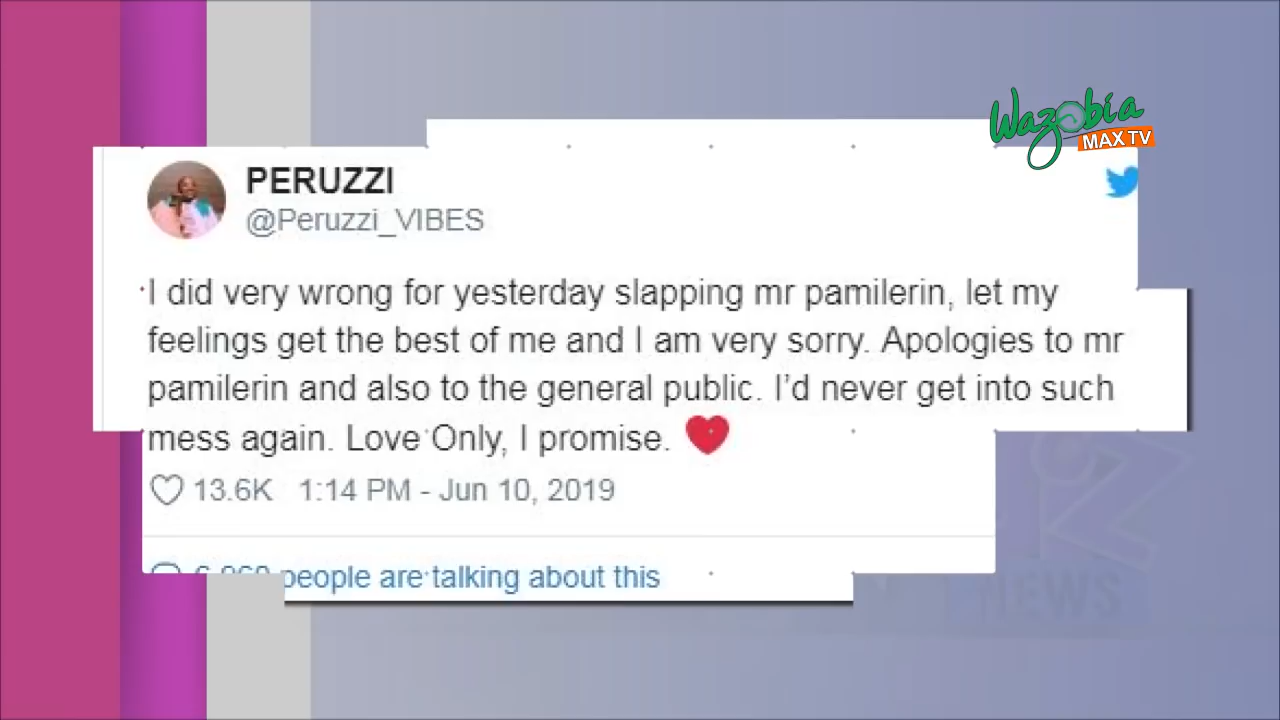 Wazobia
MAX TV
PERUZZI
@Peruzzi_VIBES
I did very wrong for yesterday slapping mr pamilerin, let my
feelings get the best of me and I am very sorry. Apologies to mr
pamilerin and also to the general public. I’d never get into such
mess again. Love Only, I promise. ❤️
13.6K 1:14 PM - Jun 10, 2019
people are talking about this
NEWS